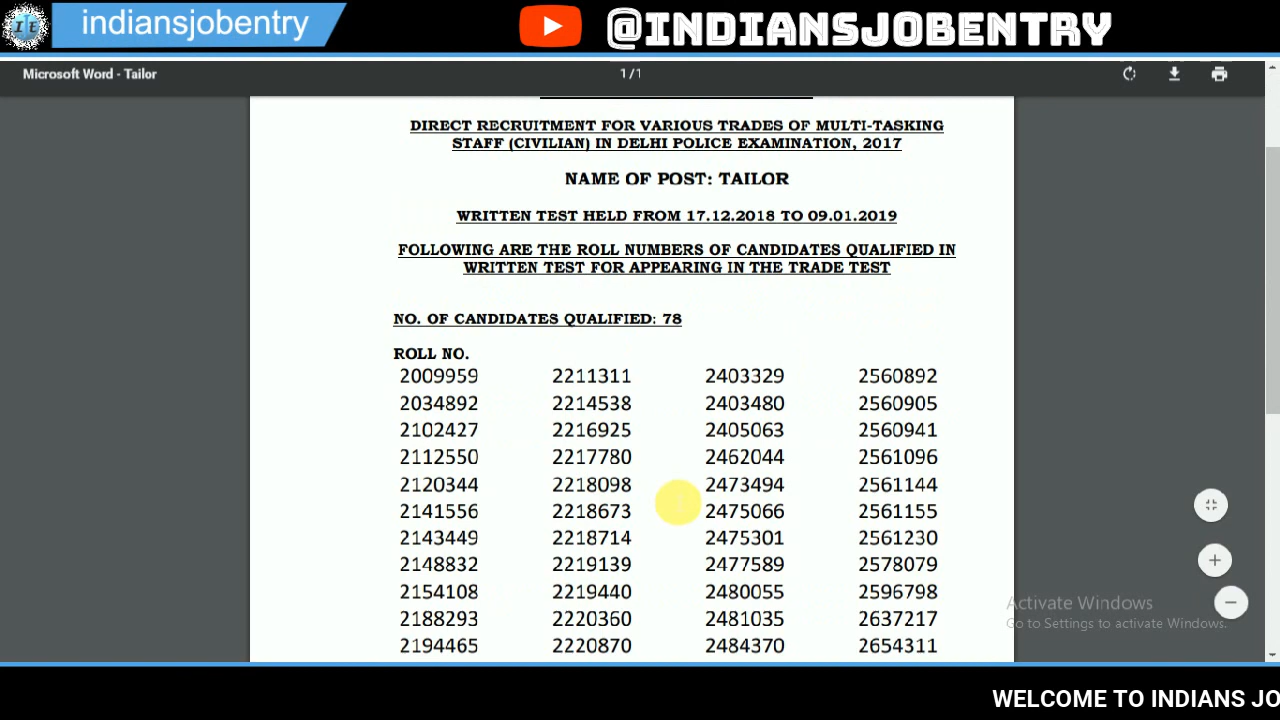 IE indiansjobentry
@INDIANSJOBENTRY
Microsoft Word - Tailor
1/1
DIRECT RECRUITMENT FOR VARIOUS TRADES OF MULTI-TASKING
STAFF (CIVILIAN) IN DELHI POLICE EXAMINATION, 2017
NAME OF POST: TAILOR
WRITTEN TEST HELD FROM 17.12.2018 TO 09.01.2019
FOLLOWING ARE THE ROLL NUMBERS OF CANDIDATES QUALIFIED IN
WRITTEN TEST FOR APPEARING IN THE TRADE TEST
NO. OF CANDIDATES QUALIFIED: 78
ROLL NO.
2009959 2211311 2403329 2560892
2034892 2214538 2403480 2560905
2102427 2216925 2405063 2560941
2112550 2217780 2462044 2561096
2120344 2218098 2473494 2561144
2141556 2218673 2475066 2561155
2143449 2218714 2475301 2561230
2148832 2219139 2477589 2578079
2154108 2219440 2480055 2596798
2188293 2220360 2481035 2637217
2194465 2220870 2484370 2654311
Activate Windows
Go to Settings to activate Windows.
WELCOME TO INDIANS JO